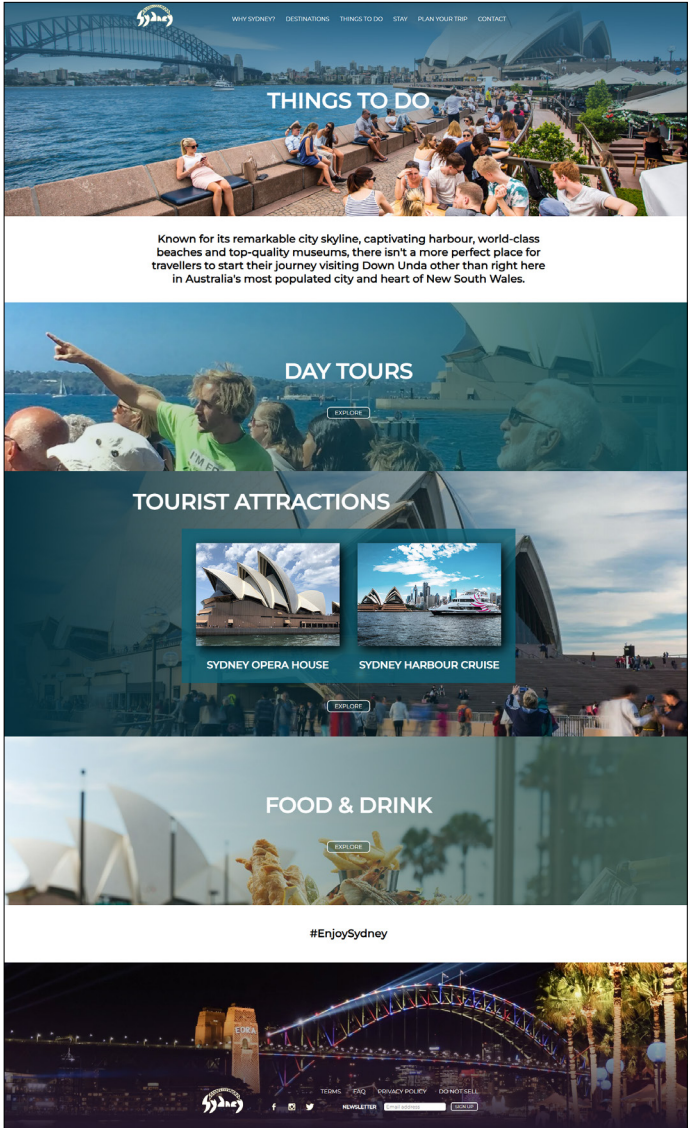 Sydney
WHY SYDNEY? DESTINATIONS THINGS TO DO STAY PLAN YOUR TRIP CONTACT
THINGS TO DO
Known for its remarkable city skyline, captivating harbour, world-class
beaches and top-quality museums, there isn't a more perfect place for
travellers to start their journey visiting Down Unda other than right here
in Australia's most populated city and heart of New South Wales.
DAY TOURS
EXPLORE
I'M FR
TOURIST ATTRACTIONS
SYDNEY OPERA HOUSE SYDNEY HARBOUR CRUISE
EXPLORE
FOOD & DRINK
EXPLORE
#EnjoySydney
TERMS FAQ PRIVACY POLICY DO NOT SELL
Sydney
NEWSLETTER Email address SIGN UP